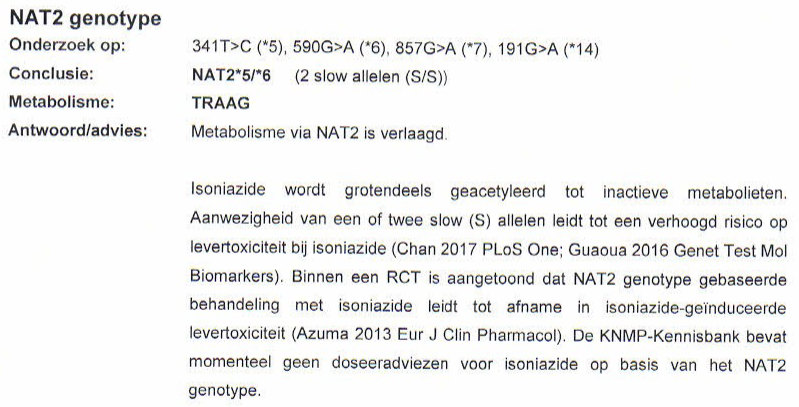 NAT2 genotype
Onderzoek op: 341T>C (*5), 590G>A (*6), 857G>A (*7), 191G>A (*14)
Conclusie: NAT2*5/*6 (2 slow allelen (S/S))
Metabolisme: TRAAG
Antwoord/advies: Metabolisme via NAT2 is verlaagd.
Isoniazide wordt grotendeels geacetyleerd tot inactieve metabolieten.
Aanwezigheid van een of twee slow (S) allelen leidt tot een verhoogd risico op
levertoxiciteit bij isoniazide (Chan 2017 PLoS One; Guaoua 2016 Genet Test Mol
Biomarkers). Binnen een RCT is aangetoond dat NAT2 genotype gebaseerde
behandeling met isoniazide leidt tot afname in isoniazide-geïnduceerde
levertoxiciteit (Azuma 2013 Eur J Clin Pharmacol). De KNMP-Kennisbank bevat
momenteel geen doseeradviezen voor isoniazide op basis van het NAT2
genotype.